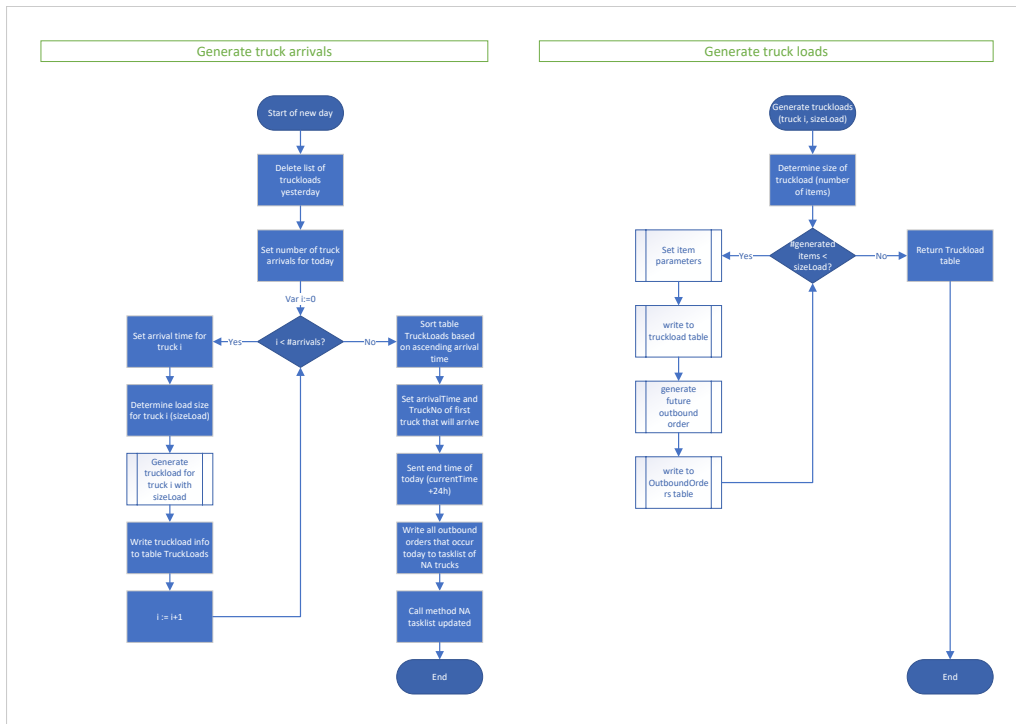 Generate truck arrivals
Start of new day
Delete list of
truckloads
yesterday
Set number of truck
arrivals for today
Var i:=0
i < #arrivals?
Yes
No
Set arrival time for
truck i
Determine load size
for truck i (sizeLoad)
Generate
truckload for
truck i with
sizeLoad
Write truckload info
to table TruckLoads
i := i+1
Sort table
TruckLoads based
on ascending arrival
time
Set arrivalTime and
TruckNo of first
truck that will arrive
Sent end time of
today (currentTime
+24h)
Write all outbound
orders that occur
today to tasklist of
NA trucks
Call method NA
tasklist updated
End
Generate truck loads
Generate truckloads
(truck i, sizeLoad)
Determine size of
truckload (number
of items)
#generated
items <
sizeLoad?
Yes
No
Set item
parameters
write to
truckload table
generate
future
outbound
order
write to
OutboundOrde
rs table
Return Truckload
table
End